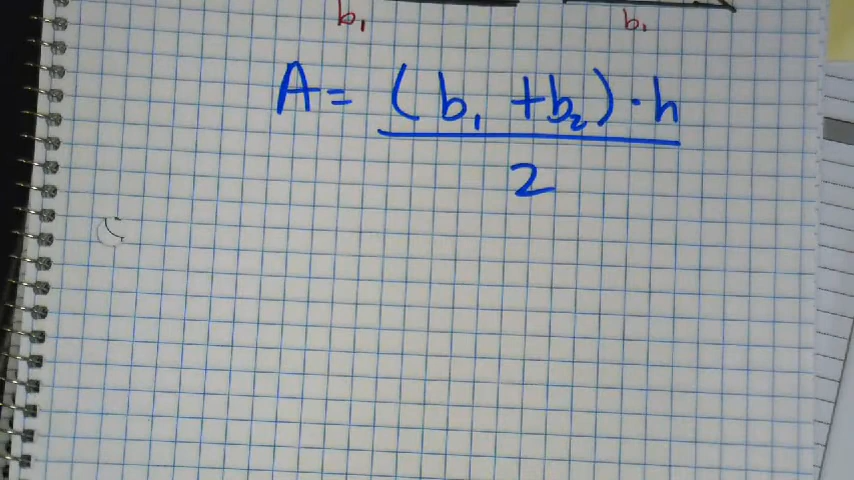 b₁ b₁
A = (b₁ + b₂) · h
2